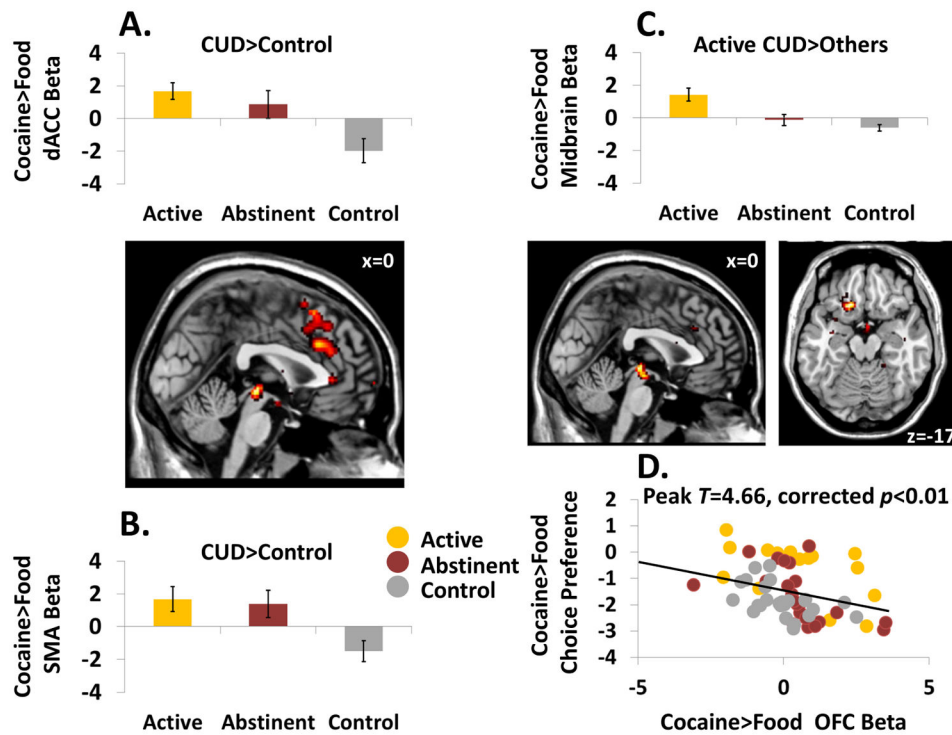 A.
CUD>Control
Cocaine>Food
dACC Beta
4
2
0
-2
-4
Active Abstinent Control
x=0
B.
CUD>Control
Cocaine>Food
SMA Beta
4
2
0
-2
-4
Active Abstinent Control
Active
Abstinent
Control
C.
Active CUD>Others
Cocaine>Food
Midbrain Beta
4
2
0
-2
-4
Active Abstinent Control
x=0
z=-17
D.
Peak T=4.66, corrected p<0.01
Cocaine>Food
Choice Preference
2
1
0
-1
-2
-3
-4
-5 0 5
Cocaine>Food OFC Beta